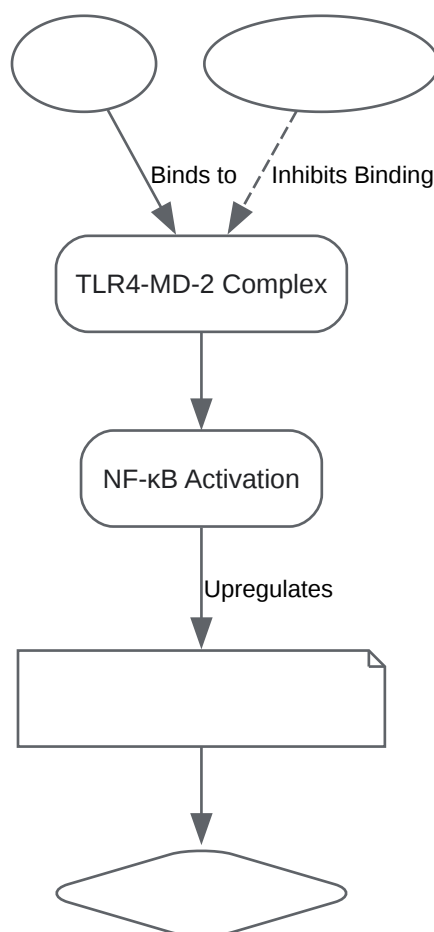 Binds to
Inhibits Binding
TLR4-MD-2 Complex
NF-κB Activation
Upregulates